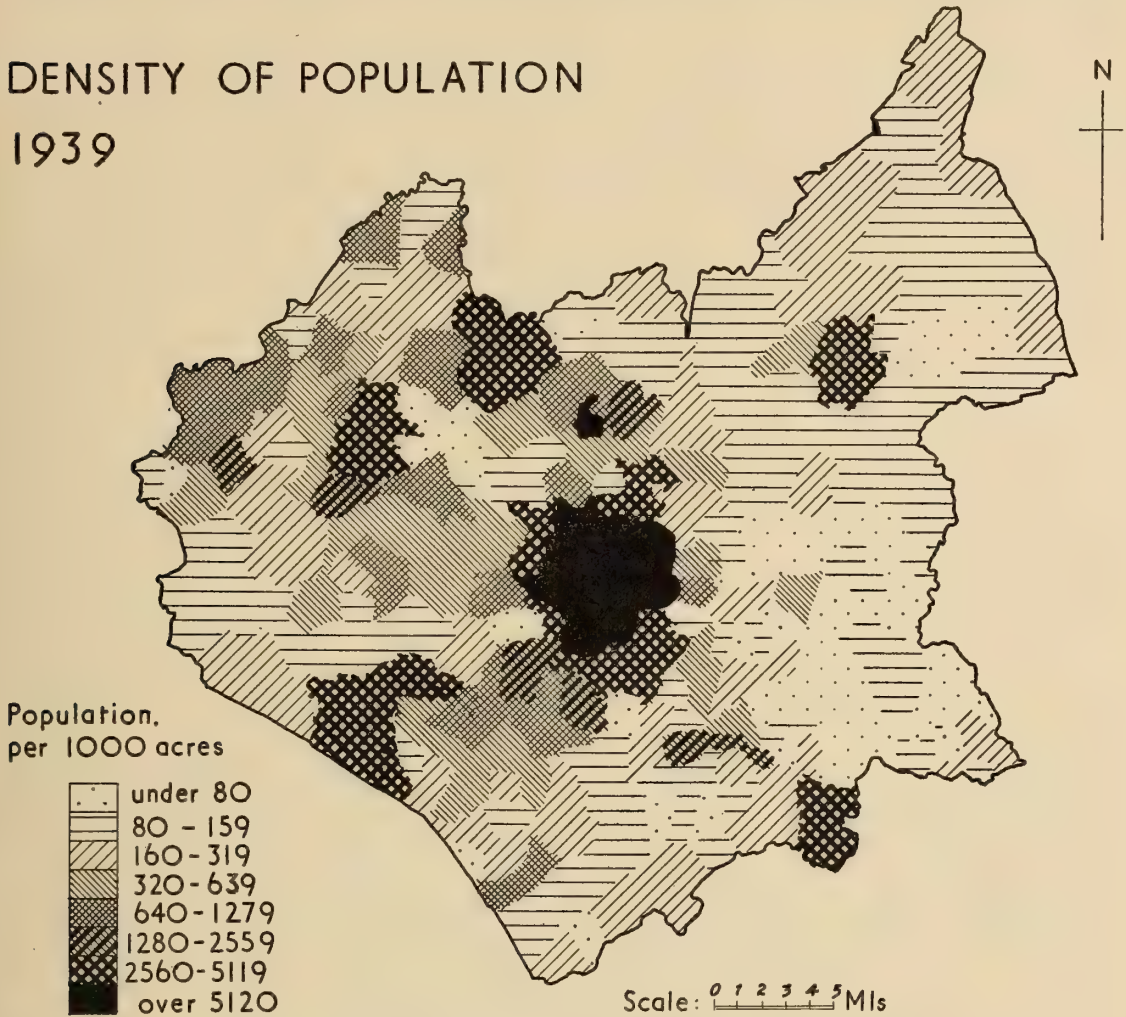 DENSITY OF POPULATION
1939
N
Population.
per 1000 acres
under 80
80 - 159
160 - 319
320 - 639
640 - 1279
1280 - 2559
2560 - 5119
over 5120
Scale: 0 1 2 3 4 5 Mls